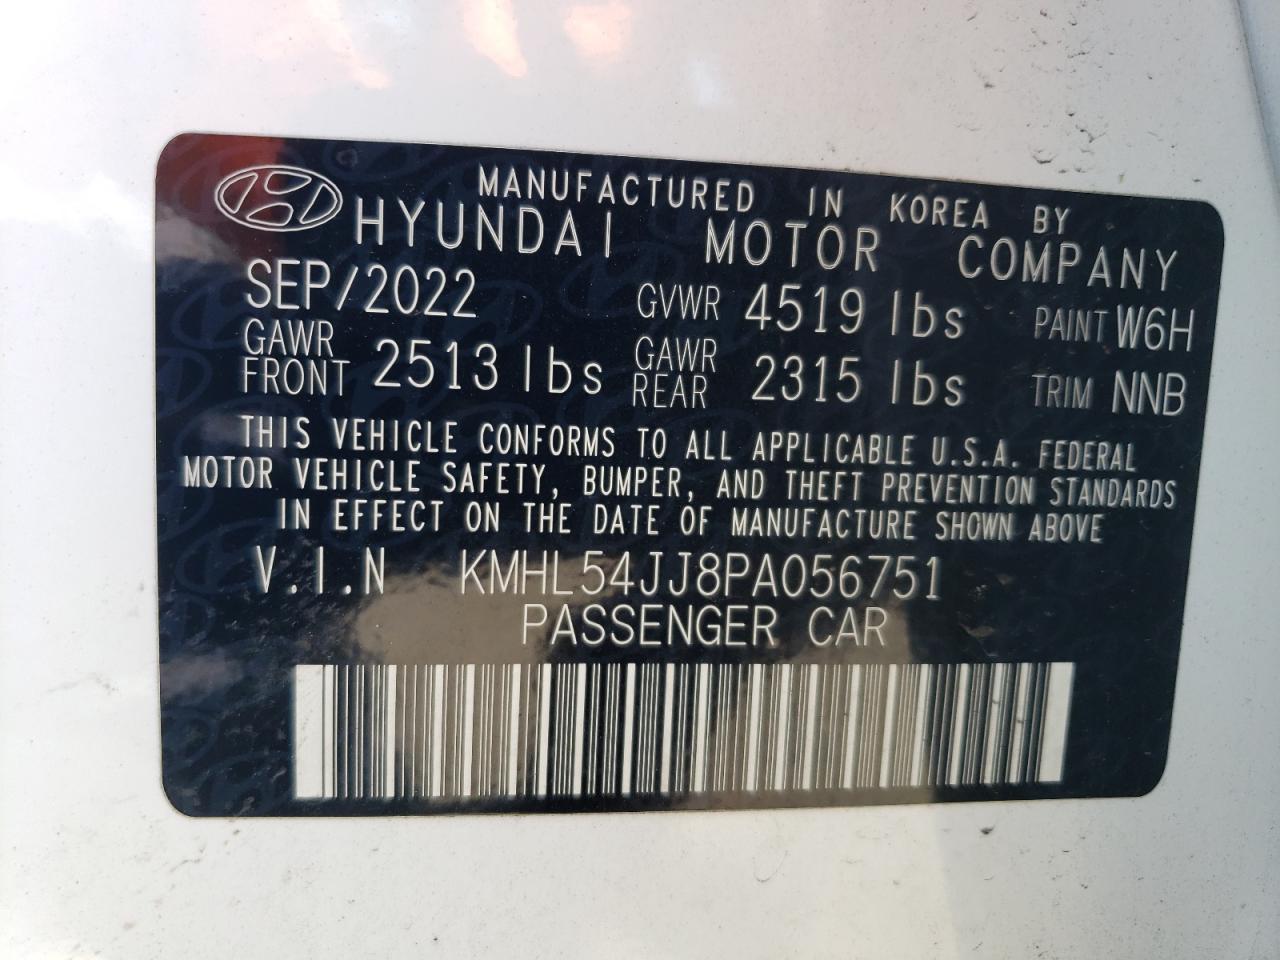 MANUFACTURED IN KOREA BY
HYUNDAI MOTOR COMPANY
SEP/2022 GVWR 4519 lbs PAINT W6H
GAWR FRONT 2513 lbs GAWR REAR 2315 lbs TRIM NNB
THIS VEHICLE CONFORMS TO ALL APPLICABLE U.S.A. FEDERAL
MOTOR VEHICLE SAFETY, BUMPER, AND THEFT PREVENTION STANDARDS
IN EFFECT ON THE DATE OF MANUFACTURE SHOWN ABOVE
V.I.N KMHL54JJ8PA056751
PASSENGER CAR